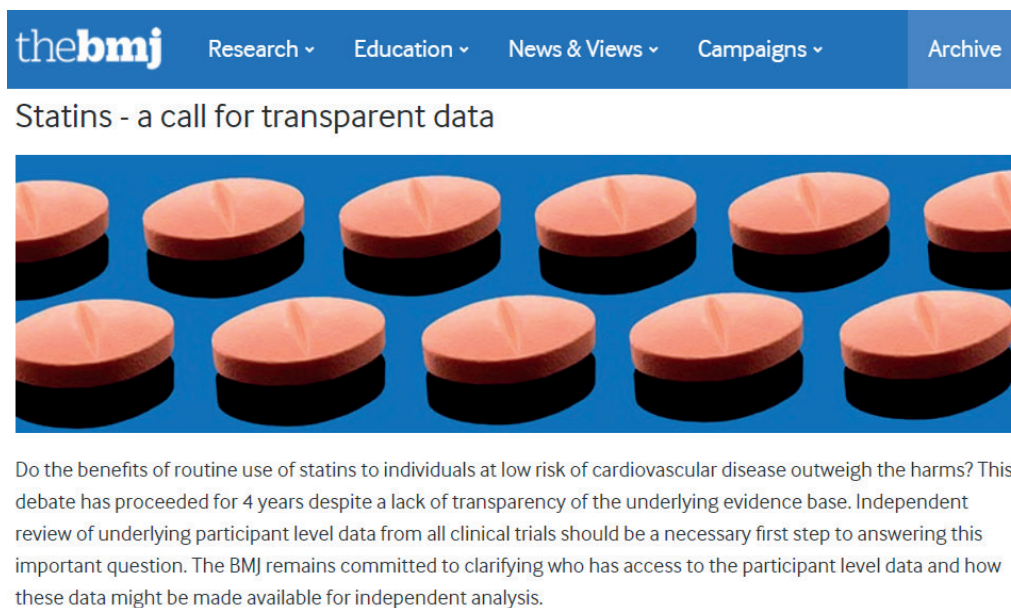 thebmj Research Education News & Views Campaigns Archive
Statins - a call for transparent data
Do the benefits of routine use of statins to individuals at low risk of cardiovascular disease outweigh the harms? This
debate has proceeded for 4 years despite a lack of transparency of the underlying evidence base. Independent
review of underlying participant level data from all clinical trials should be a necessary first step to answering this
important question. The BMJ remains committed to clarifying who has access to the participant level data and how
these data might be made available for independent analysis.